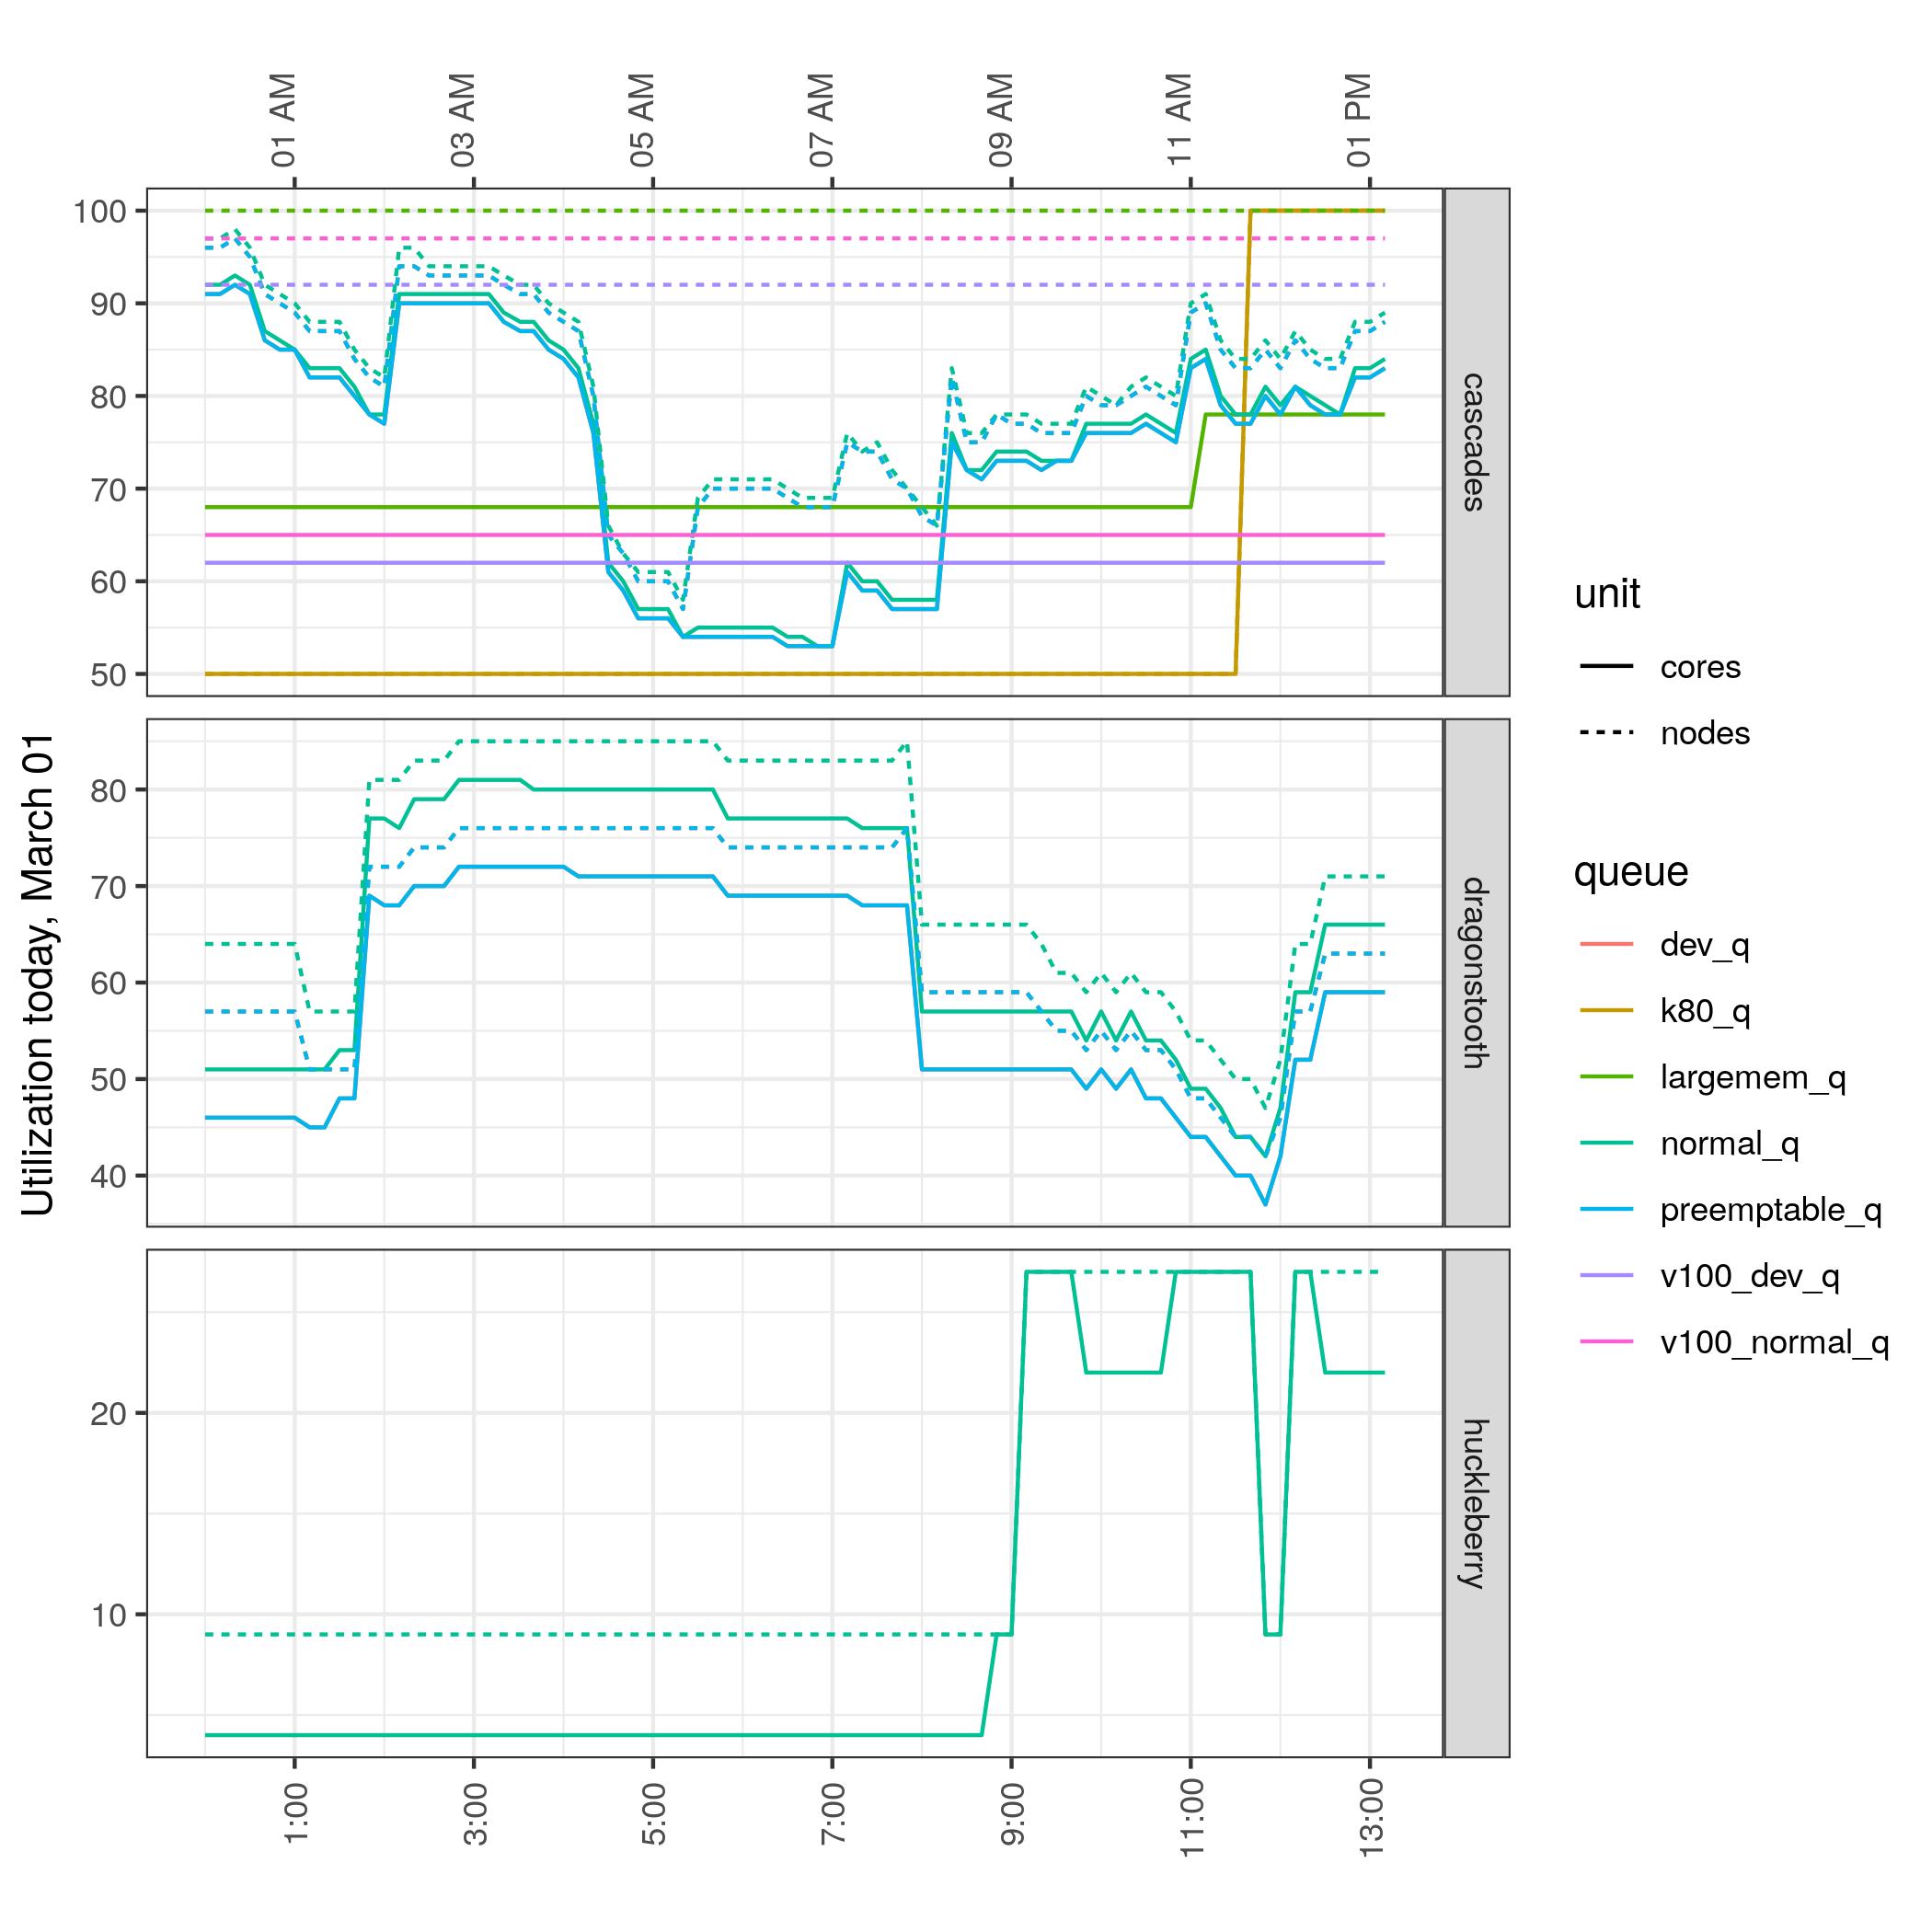 01 AM
03 AM
05 AM
07 AM
09 AM
11 AM
01 PM
Utilization today, March 01
100
90
80
70
60
50
cascades
80
70
60
50
40
dragonstooth
20
10
huckleberry
1:00
3:00
5:00
7:00
9:00
11:00
13:00
unit
cores
nodes
queue
dev_q
k80_q
largemem_q
normal_q
preemptable_q
v100_dev_q
v100_normal_q